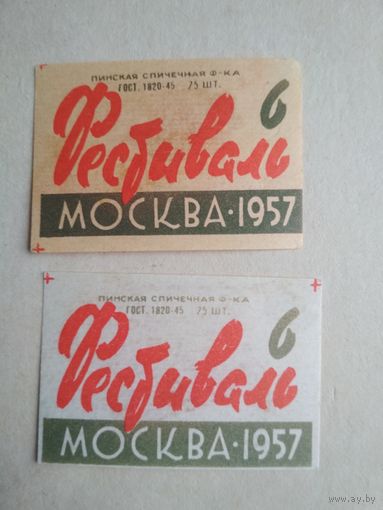 ПИНСКАЯ СПИЧЕЧНАЯ Ф-КА
ГОСТ. 1820-45 75 ШТ.
6
Фестиваль
МОСКВА·1957
ПИНСКАЯ СПИЧЕЧНАЯ Ф-КА
ГОСТ. 1820-45 75 ШТ.
6
Фестиваль
МОСКВА·1957
www.ay.by